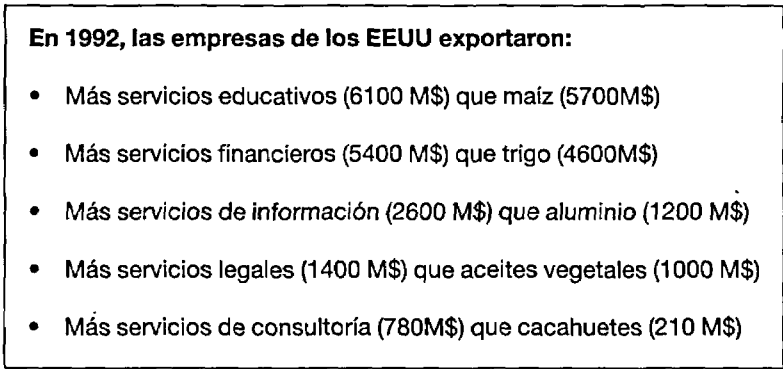 En 1992, las empresas de los EEUU exportaron:
• Más servicios educativos (6100 M$) que maíz (5700M$)
• Más servicios financieros (5400 M$) que trigo (4600M$)
• Más servicios de información (2600 M$) que aluminio (1200 M$)
• Más servicios legales (1400 M$) que aceites vegetales (1000 M$)
• Más servicios de consultoría (780M$) que cacahuetes (210 M$)